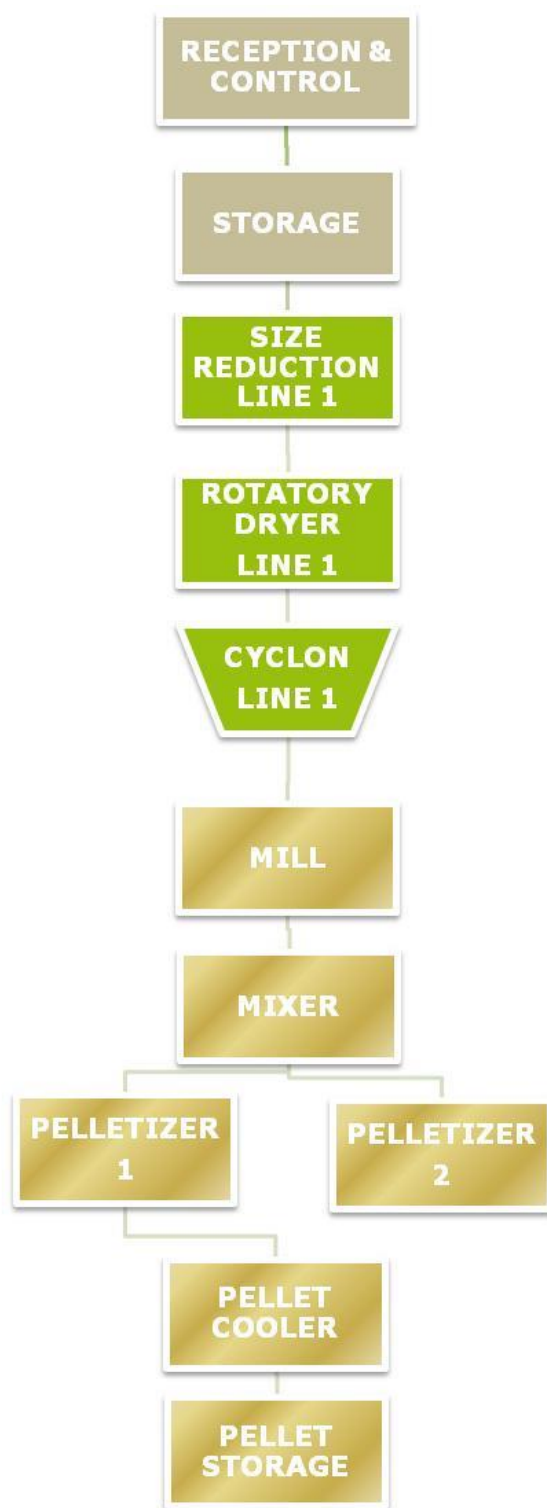 RECEPTION &
CONTROL
STORAGE
SIZE
REDUCTION
LINE 1
ROTATORY
DRYER
LINE 1
CYCLON
LINE 1
MILL
MIXER
PELLETIZER
1
PELLETIZER
2
PELLET
COOLER
PELLET
STORAGE